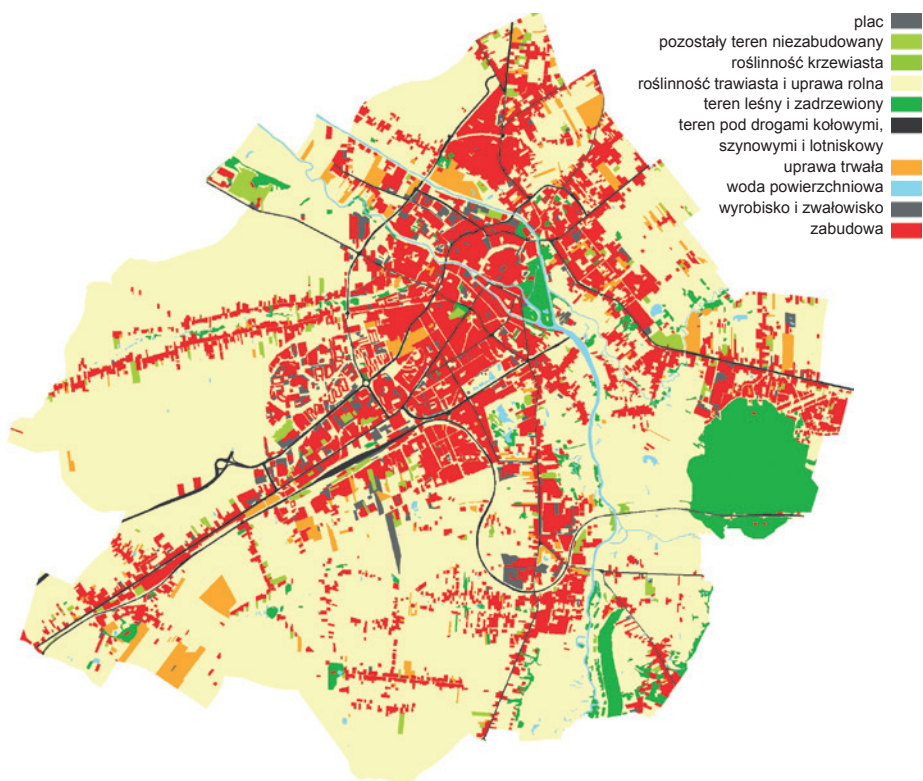 plac
pozostały teren niezabudowany
roślinność krzewiasta
roślinność trawiasta i uprawa rolna
teren leśny i zadrzewiony
teren pod drogami kołowymi,
szynowymi i lotniskowy
uprawa trwała
woda powierzchniowa
wyrobisko i zwałowisko
zabudowa